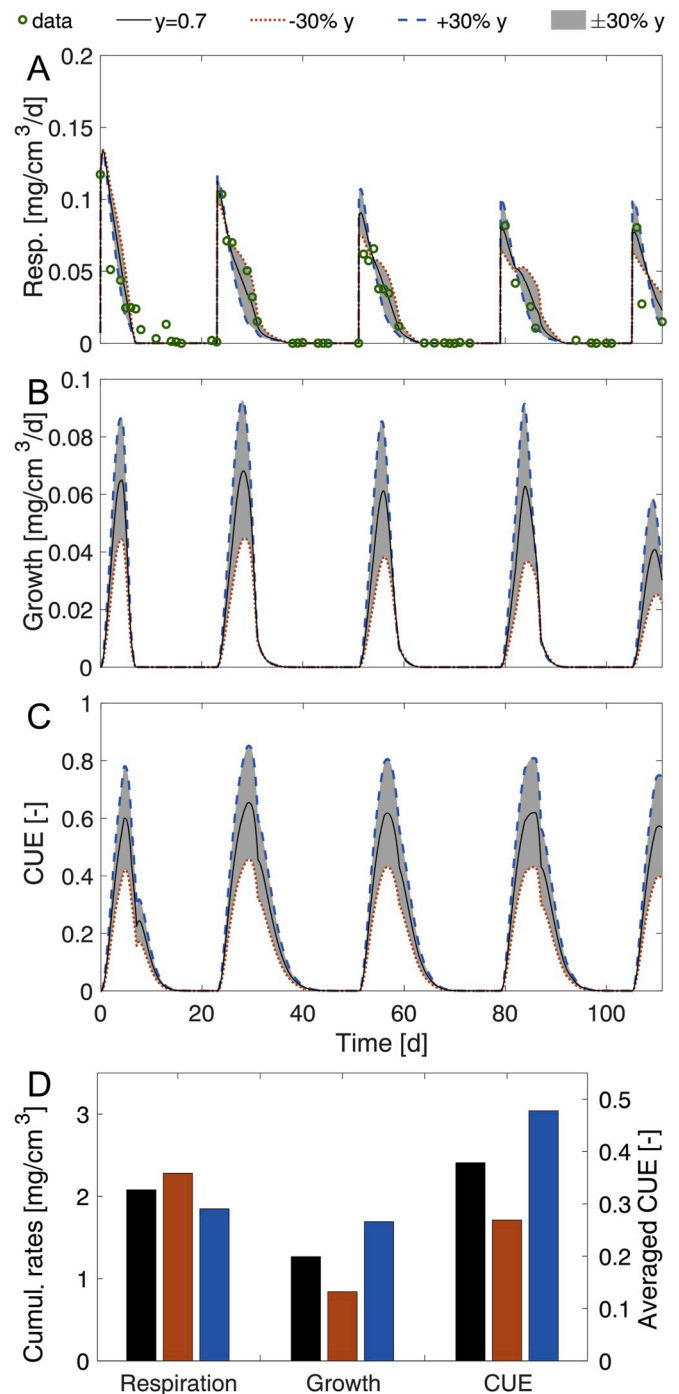 data y=0.7 -30% y +30% y ±30% y
A
0.2
0.15
0.1
0.05
0
Resp. [mg/cm³/d]
0 20 40 60 80 100
B
0.1
0.08
0.06
0.04
0.02
0
Growth [mg/cm³/d]
0 20 40 60 80 100
C
1
0.8
0.6
0.4
0.2
0
CUE [-]
0 20 40 60 80 100
Time [d]
D
3
2
1
0
Cumul. rates [mg/cm³]
0.5
0.4
0.3
0.2
0.1
0
Averaged CUE [-]
Respiration Growth CUE